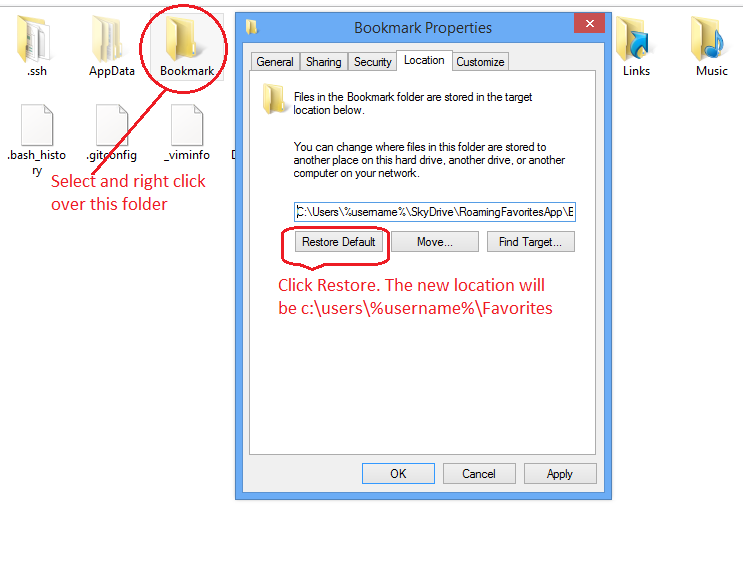 .ssh
AppData
Bookmark
Links
Music
.bash_histo
ry
.gitconfig
_viminfo
D
Select and right click
over this folder
Bookmark Properties
General
Sharing
Security
Location
Customize
Files in the Bookmark folder are stored in the target
location below.
You can change where files in this folder are stored to
another place on this hard drive, another drive, or another
computer on your network.
C:\Users\%username%\SkyDrive\RoamingFavoritesApp\B
Restore Default
Move...
Find Target...
Click Restore. The new location will
be c:\users\%username%\Favorites
OK
Cancel
Apply